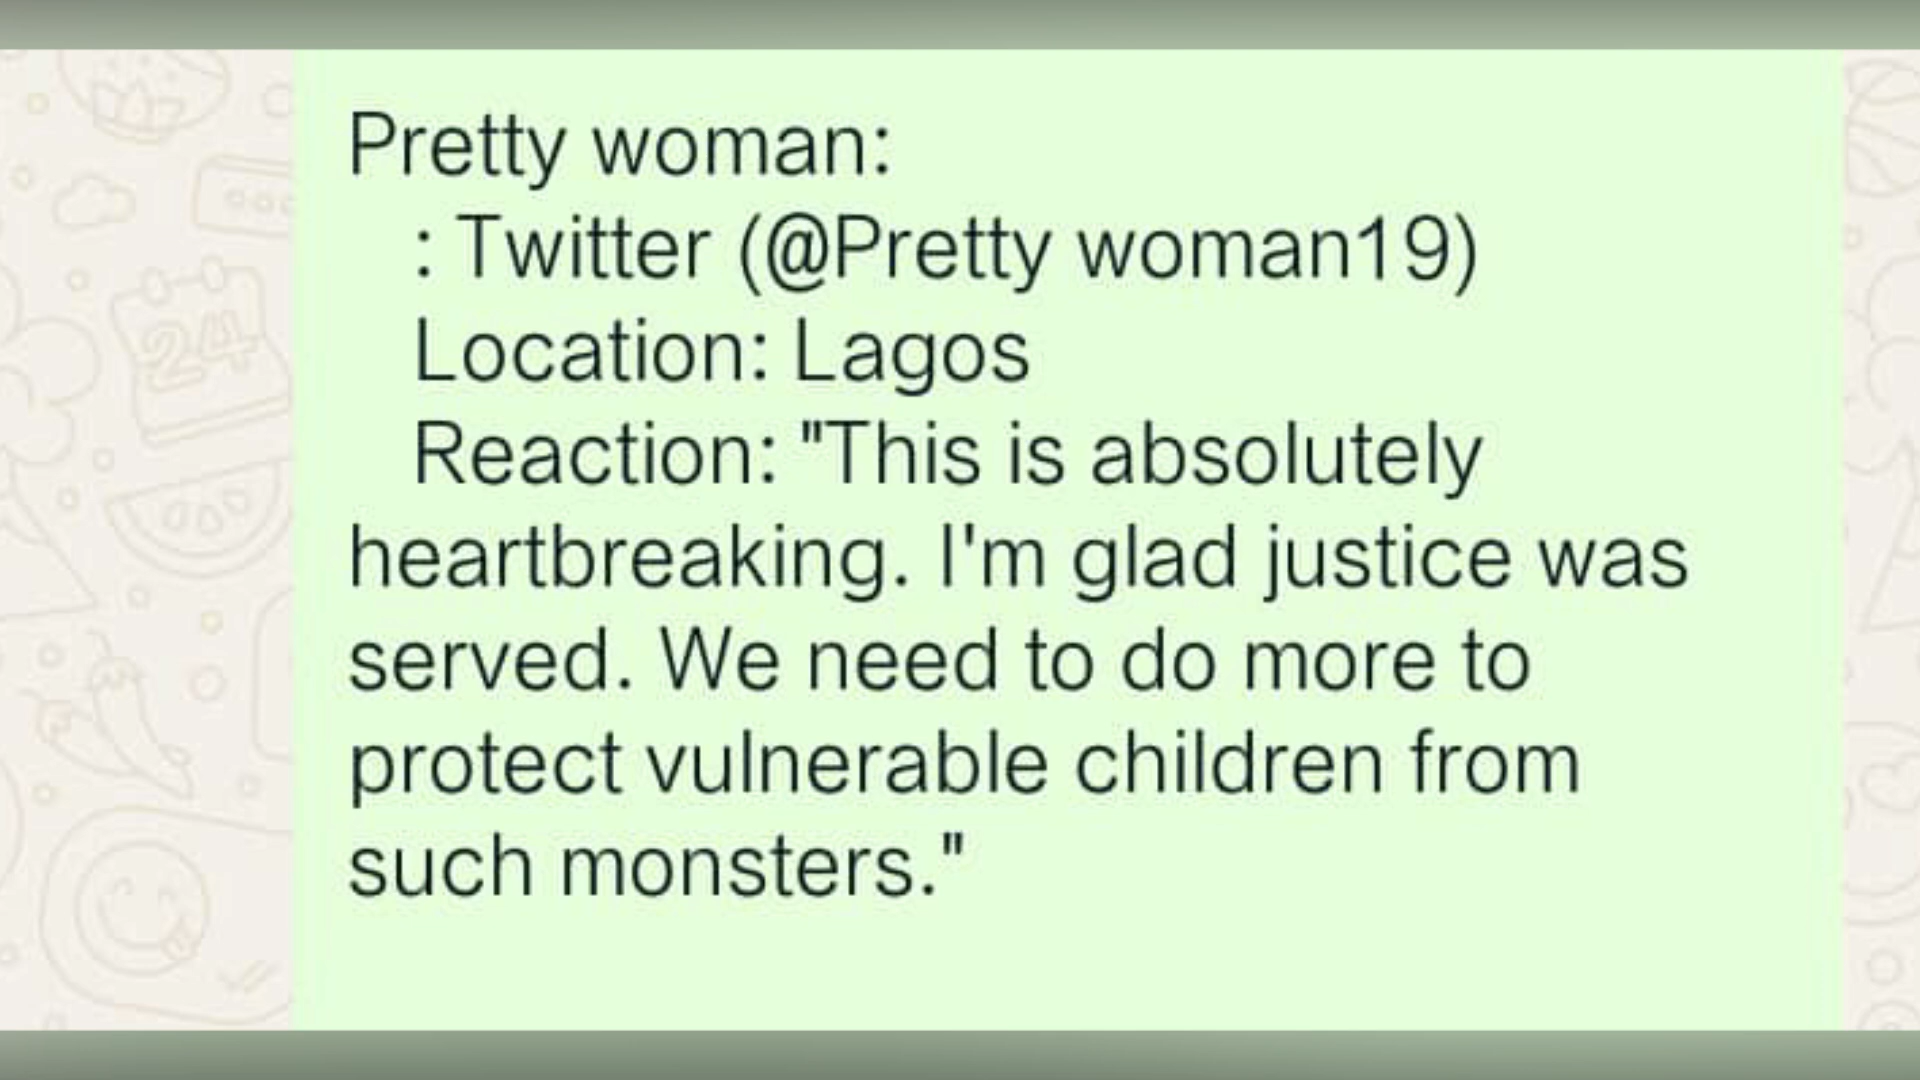 Pretty woman:
: Twitter (@Pretty woman19)
Location: Lagos
Reaction: "This is absolutely
heartbreaking. I'm glad justice was
served. We need to do more to
protect vulnerable children from
such monsters."